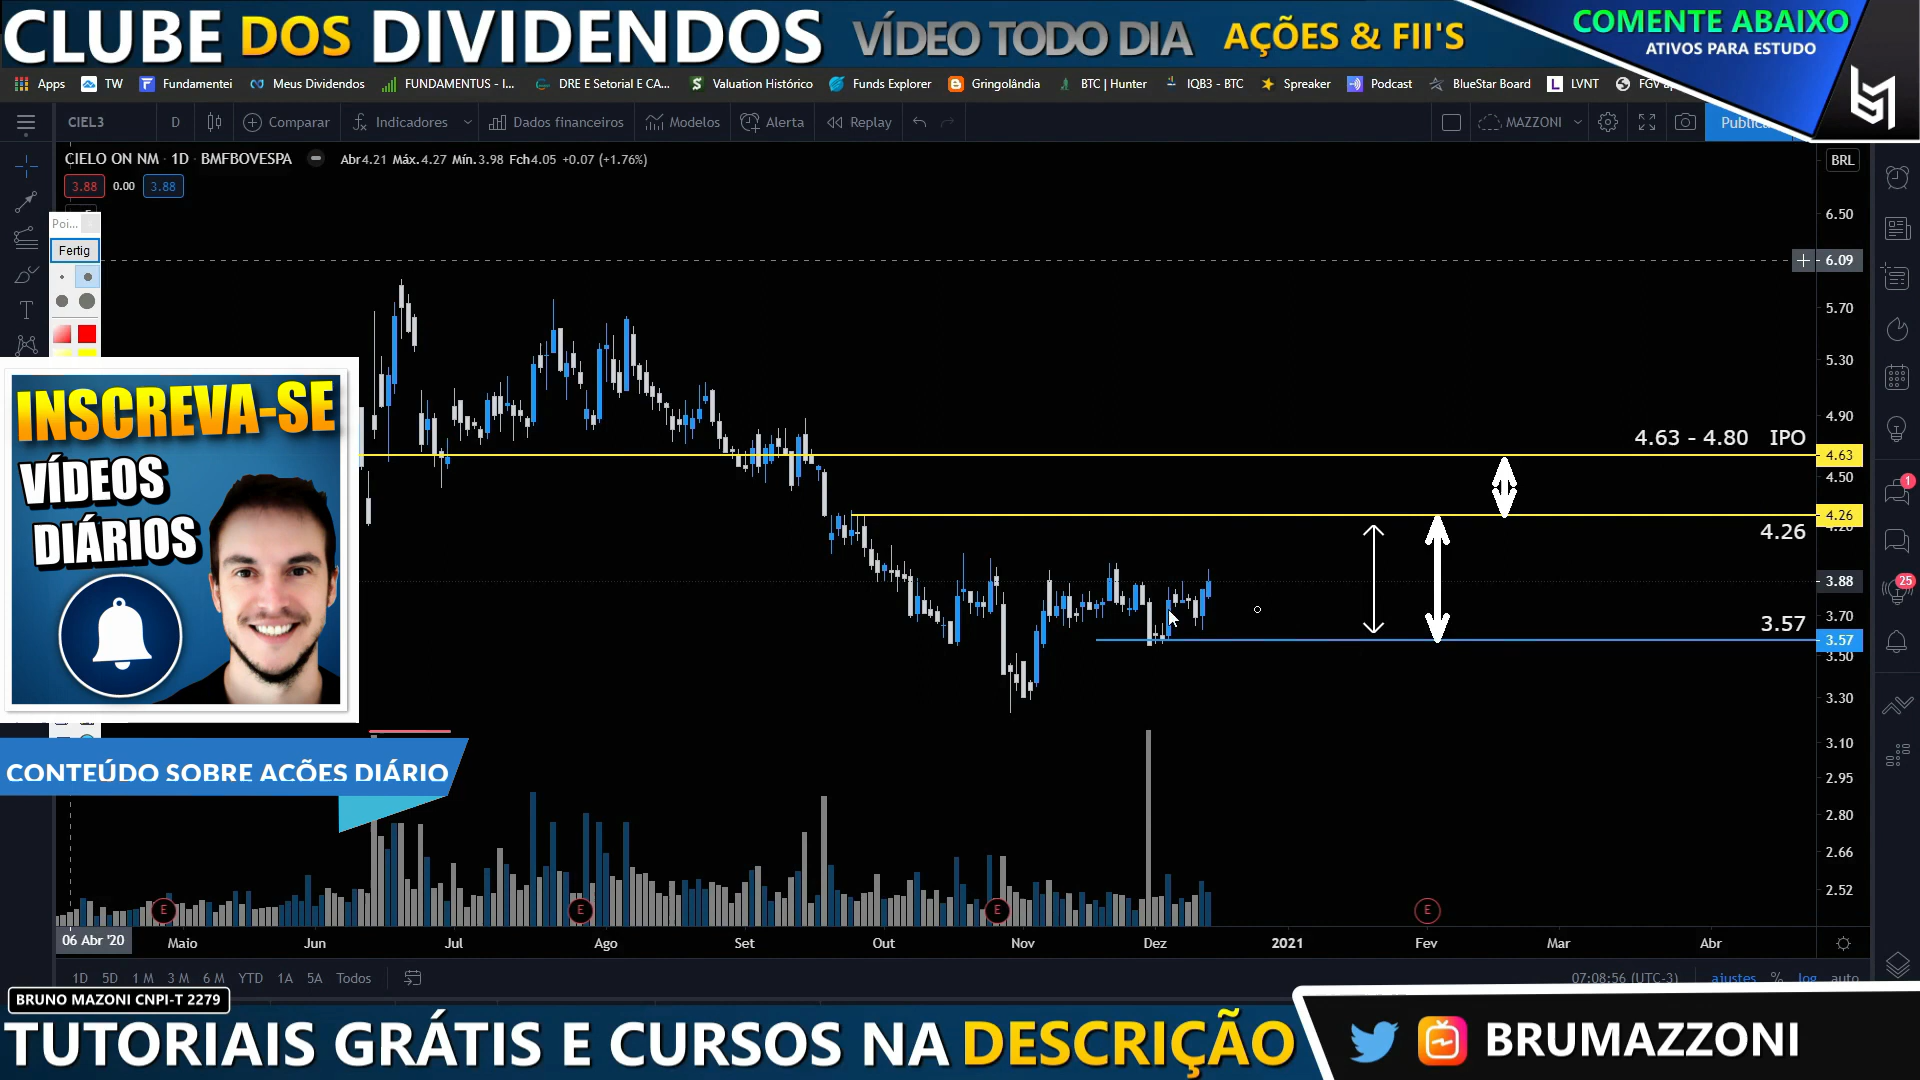 CLUBE DOS DIVIDENDOS VÍDEO TODO DIA AÇÕES & FII'S
COMENTE ABAIXO
ATIVOS PARA ESTUDO
Apps TW Fundamentei Meus Dividendos FUNDAMENTUS - I... DRE E Setorial E CA... Valuation Histórico Funds Explorer Gringolândia BTC | Hunter IQB3 - BTC Spreaker Podcast BlueStar Board LVNT
CIEL3 D Comparar Indicadores Dados financeiros Modelos Alerta Replay MAZZONI
CIELO ON NM · 1D · BMFBOVESPA Abr4.21 Máx.4.27 Mín.3.98 Fch4.05 +0.07 (+1.76%)
BRL
3.88 0.00 3.88
6.50
Poi...
Fertig
6.09
5.70
5.30
4.90
4.63 - 4.80 IPO
4.63
4.50
4.26
4.26
3.88
3.70
3.57
3.57
3.50
3.30
3.10
2.95
2.80
2.66
2.52
1
25
INSCREVA-SE
VÍDEOS
DIÁRIOS
CONTEÚDO SOBRE AÇÕES DIÁRIO
E E E E
06 Abr '20 Maio Jun Jul Ago Set Out Nov Dez 2021 Fev Mar Abr
1D 5D 1 M 3 M 6 M YTD 1A 5A Todos 07:08:56 (UTC-3) ajustes % log auto
BRUNO MAZONI CNPI-T 2279
TUTORIAIS GRÁTIS E CURSOS NA DESCRIÇÃO
BRUMAZZONI